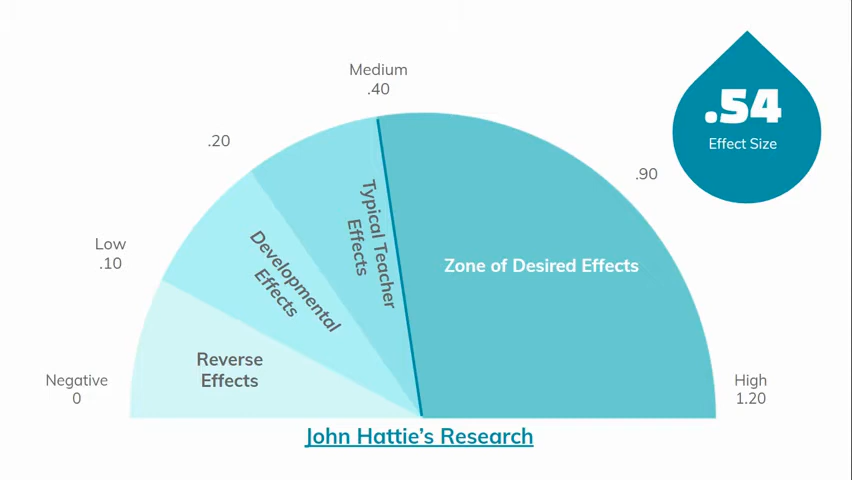 Medium
.40
.54
Effect Size
.20
.90
Low
.10
Typical Teacher
Effects
Developmental
Effects
Zone of Desired Effects
Reverse
Effects
Negative
0
High
1.20
John Hattie’s Research